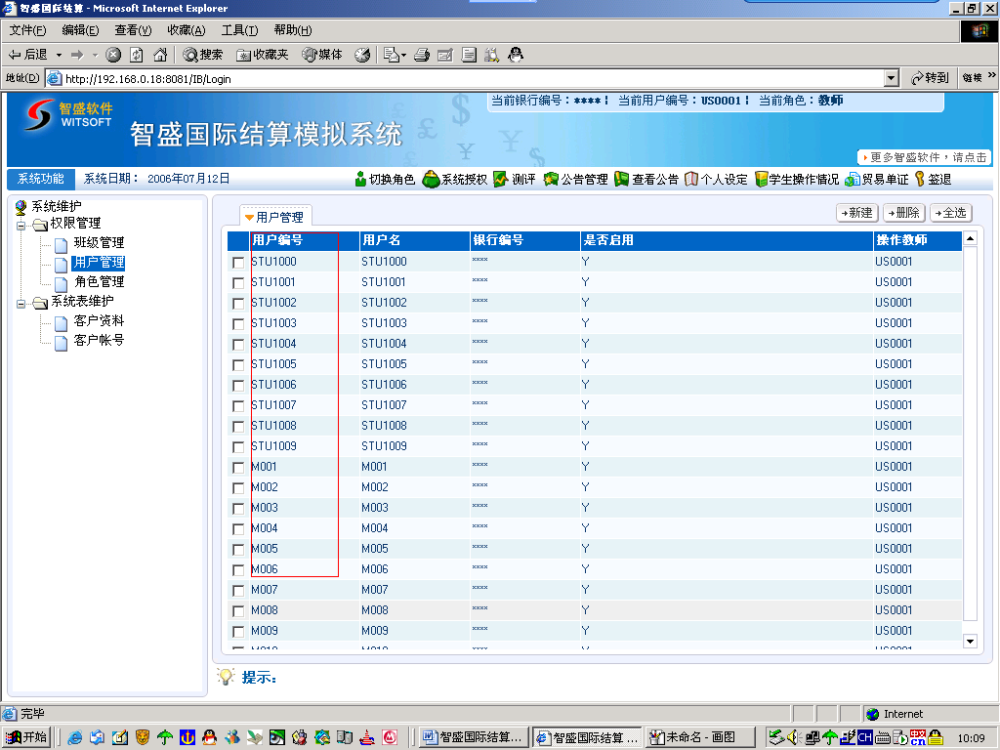 智盛国际结算 - Microsoft Internet Explorer
文件(F) 编辑(E) 查看(V) 收藏(A) 工具(T) 帮助(H)
后退 搜索 收藏夹 媒体
地址(D) http://192.168.0.18:8081/IB/Login 转到 链接 »
智盛软件
WITSOFT
智盛国际结算模拟系统
当前银行编号：**** | 当前用户编号：US0001 | 当前角色：教师
更多智盛软件，请点击
系统功能 系统日期： 2006年07月12日 切换角色 系统授权 测评 公告管理 查看公告 个人设定 学生操作情况 贸易单证 签退
系统维护
权限管理
班级管理
用户管理
角色管理
系统表维护
客户资料
客户帐号
用户管理 新建 删除 全选
用户编号 用户名 银行编号 是否启用 操作教师
STU1000 STU1000 **** Y US0001
STU1001 STU1001 **** Y US0001
STU1002 STU1002 **** Y US0001
STU1003 STU1003 **** Y US0001
STU1004 STU1004 **** Y US0001
STU1005 STU1005 **** Y US0001
STU1006 STU1006 **** Y US0001
STU1007 STU1007 **** Y US0001
STU1008 STU1008 **** Y US0001
STU1009 STU1009 **** Y US0001
M001 M001 **** Y US0001
M002 M002 **** Y US0001
M003 M003 **** Y US0001
M004 M004 **** Y US0001
M005 M005 **** Y US0001
M006 M006 **** Y US0001
M007 M007 **** Y US0001
M008 M008 **** Y US0001
M009 M009 **** Y US0001
提示：
完毕 Internet
开始 智盛国际结算... 智盛国际结算 ... 未命名 - 画图 CH 10:09